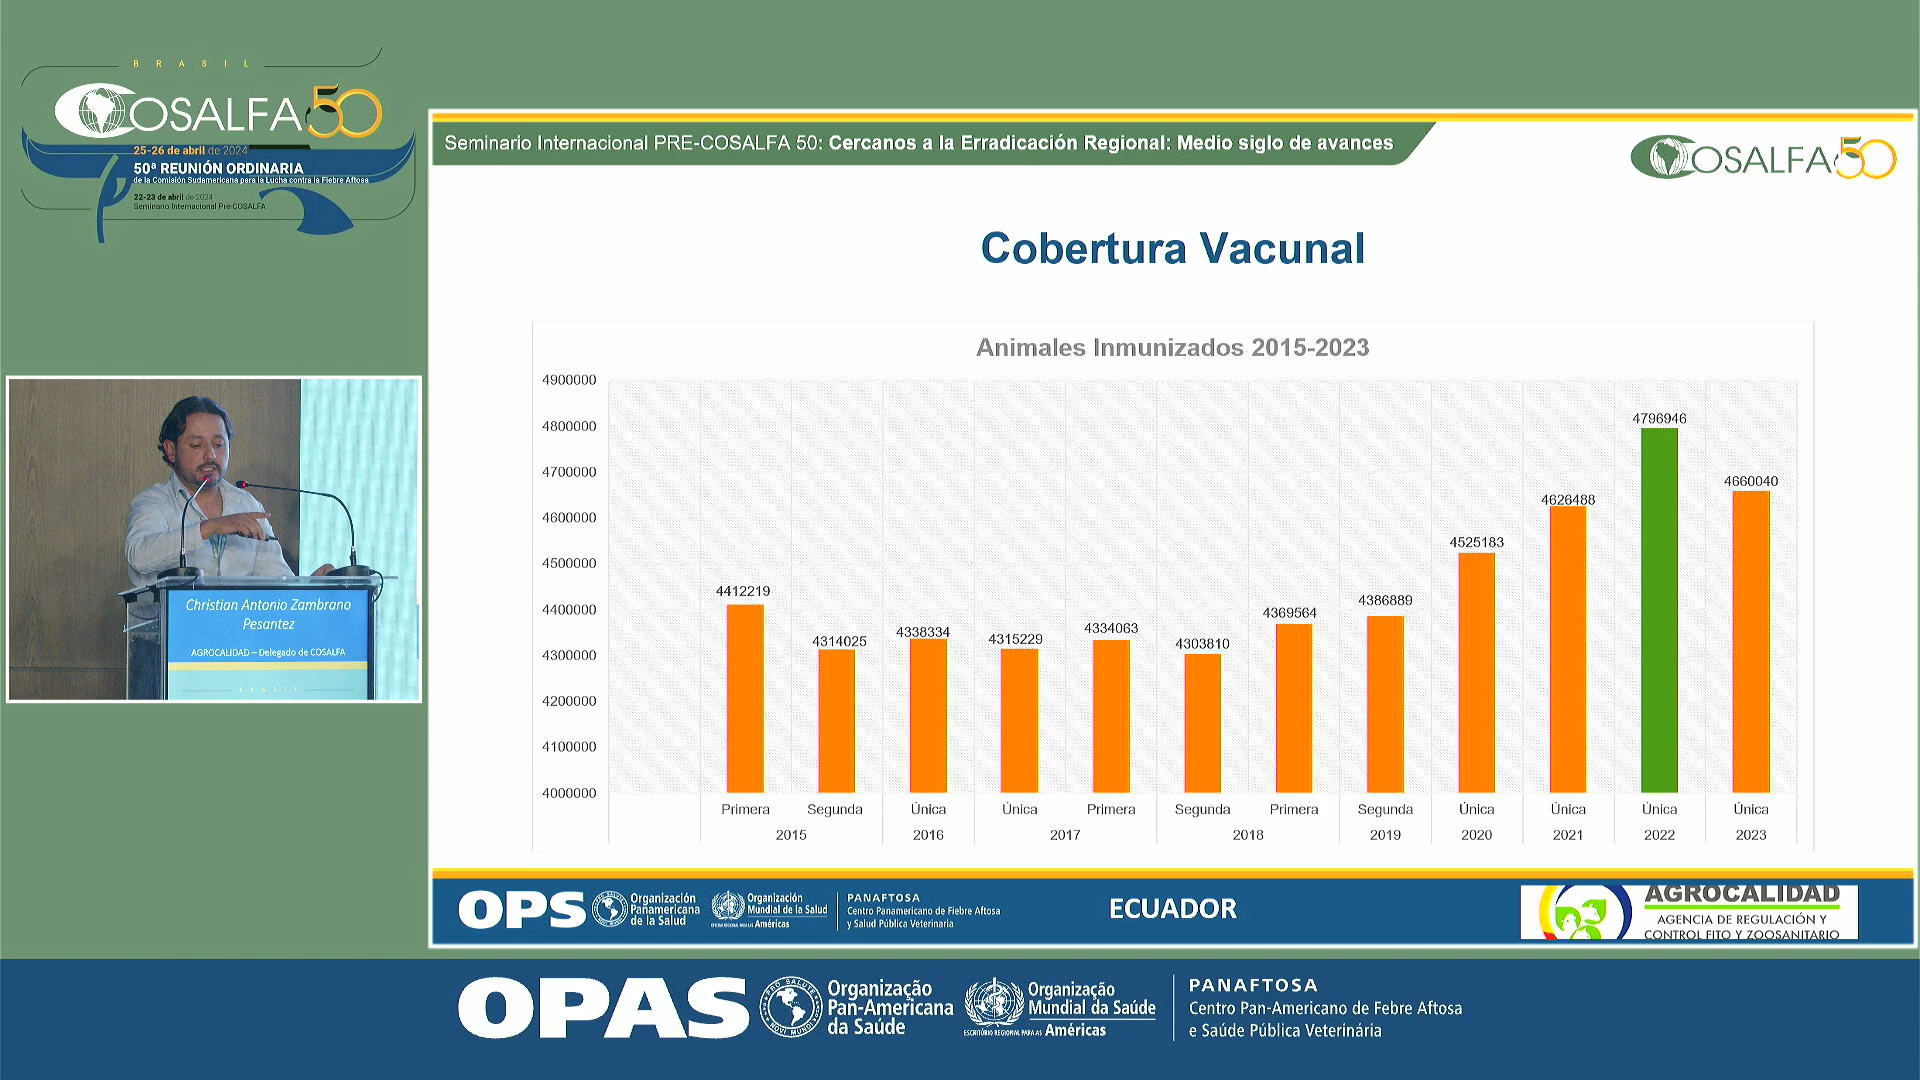 BRASIL
COSALFA 50
25-26 de abril de 2024
50ª REUNIÓN ORDINARIA
de la Comisión Sudamericana para la Lucha contra la Fiebre Aftosa
22-23 de abril de 2024
Seminario Internacional Pre-COSALFA
Seminario Internacional PRE-COSALFA 50: Cercanos a la Erradicación Regional: Medio siglo de avances
COSALFA 50
Cobertura Vacunal
Animales Inmunizados 2015-2023
4900000
4800000
4700000
4600000
4500000
4400000
4300000
4200000
4100000
4000000
4412219
4314025
4338334
4315229
4334063
4303810
4369564
4386889
4525183
4626488
4796946
4660040
Primera Segunda Única Única Primera Segunda Primera Segunda Única Única Única Única
2015 2016 2017 2018 2019 2020 2021 2022 2023
Christian Antonio Zambrano
Pesantez
AGROCALIDAD – Delegado de COSALFA
BRASIL
OPS
Organización
Panamericana
de la Salud
Organización
Mundial de la Salud
Américas
PANAFTOSA
Centro Panamericano de Fiebre Aftosa
y Salud Pública Veterinaria
ECUADOR
AGROCALIDAD
AGENCIA DE REGULACIÓN Y
CONTROL FITO Y ZOOSANITARIO
OPAS
Organização
Pan-Americana
da Saúde
Organização
Mundial da Saúde
ESCRITÓRIO REGIONAL PARA AS Américas
PANAFTOSA
Centro Pan-Americano de Febre Aftosa
e Saúde Pública Veterinária